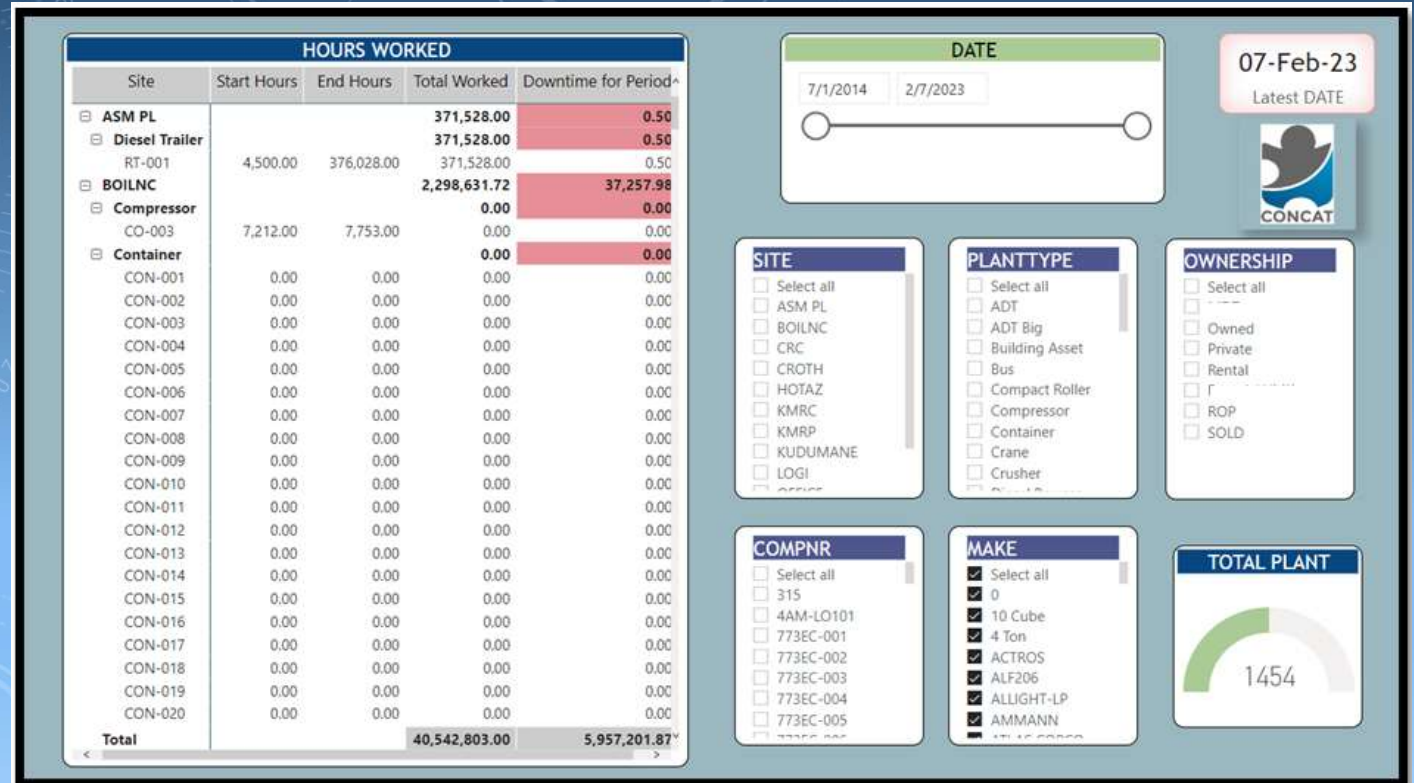 HOURS WORKED
Site Start Hours End Hours Total Worked Downtime for Period
ASM PL 371,528.00 0.50
Diesel Trailer 371,528.00 0.50
RT-001 4,500.00 376,028.00 371,528.00 0.50
BOILNC 2,298,631.72 37,257.98
Compressor 0.00 0.00
CO-003 7,212.00 7,753.00 0.00 0.00
Container 0.00 0.00
CON-001 0.00 0.00 0.00 0.00
CON-002 0.00 0.00 0.00 0.00
CON-003 0.00 0.00 0.00 0.00
CON-004 0.00 0.00 0.00 0.00
CON-005 0.00 0.00 0.00 0.00
CON-006 0.00 0.00 0.00 0.00
CON-007 0.00 0.00 0.00 0.00
CON-008 0.00 0.00 0.00 0.00
CON-009 0.00 0.00 0.00 0.00
CON-010 0.00 0.00 0.00 0.00
CON-011 0.00 0.00 0.00 0.00
CON-012 0.00 0.00 0.00 0.00
CON-013 0.00 0.00 0.00 0.00
CON-014 0.00 0.00 0.00 0.00
CON-015 0.00 0.00 0.00 0.00
CON-016 0.00 0.00 0.00 0.00
CON-017 0.00 0.00 0.00 0.00
CON-018 0.00 0.00 0.00 0.00
CON-019 0.00 0.00 0.00 0.00
CON-020 0.00 0.00 0.00 0.00
Total 40,542,803.00 5,957,201.87
DATE
7/1/2014 2/7/2023
07-Feb-23
Latest DATE
CONCAT
SITE
Select all
ASM PL
BOILNC
CRC
CROTH
HOTAZ
KMRC
KMRP
KUDUMANE
LOGI
PLANTTYPE
Select all
ADT
ADT Big
Building Asset
Bus
Compact Roller
Compressor
Container
Crane
Crusher
OWNERSHIP
Select all
Owned
Private
Rental
ROP
SOLD
COMPNR
Select all
315
4AM-LO101
773EC-001
773EC-002
773EC-003
773EC-004
773EC-005
MAKE
Select all
0
10 Cube
4 Ton
ACTROS
ALF206
ALLIGHT-LP
AMMANN
TOTAL PLANT
1454